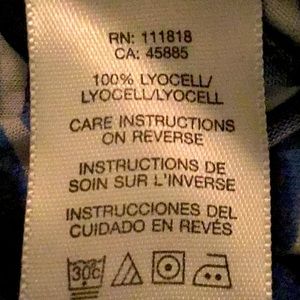 RN: 111818
CA: 45885
100% LYOCELL/
LYOCELL/LYOCELL
CARE INSTRUCTIONS
ON REVERSE
INSTRUCTIONS DE
SOIN SUR L'INVERSE
INSTRUCCIONES DEL
CUIDADO EN REVÉS
30C